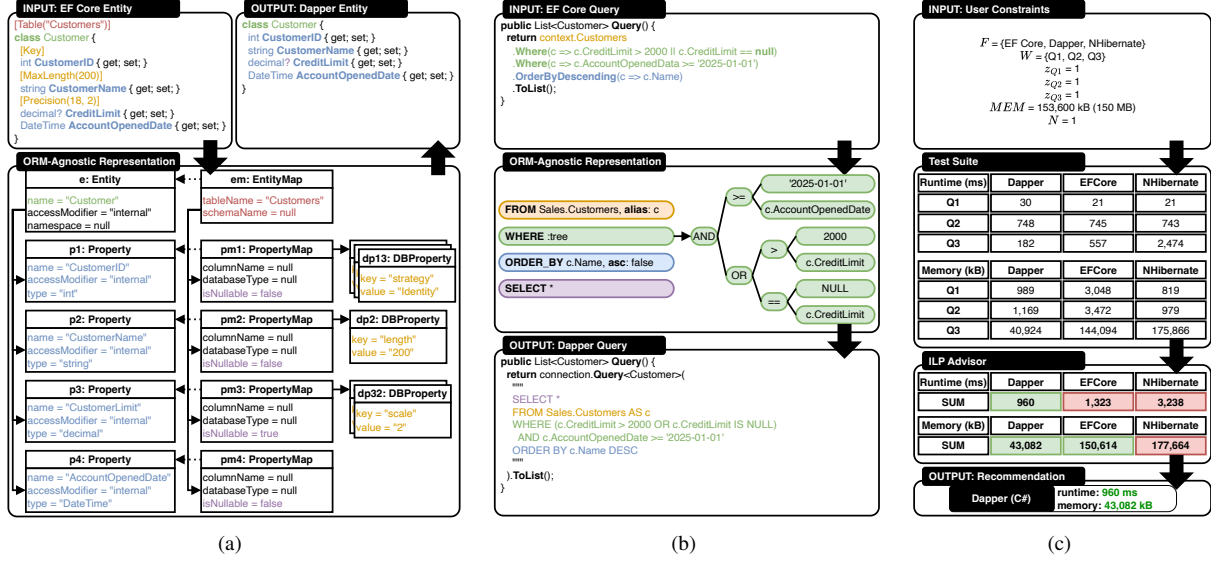 INPUT: EF Core Entity
[Table("Customers")]
class Customer {
[Key]
int CustomerID { get; set; }
[MaxLength(200)]
string CustomerName { get; set; }
[Precision(18, 2)]
decimal? CreditLimit { get; set; }
DateTime AccountOpenedDate { get; set; }
}
OUTPUT: Dapper Entity
class Customer {
int CustomerID { get; set; }
string CustomerName { get; set; }
decimal? CreditLimit { get; set; }
DateTime AccountOpenedDate { get; set; }
}
ORM-Agnostic Representation
e: Entity
name = "Customer"
accessModifier = "internal"
namespace = null
em: EntityMap
tableName = "Customers"
schemaName = null
p1: Property
name = "CustomerID"
accessModifier = "internal"
type = "int"
pm1: PropertyMap
columnName = null
databaseType = null
isNullable = false
dp13: DBProperty
key = "strategy"
value = "Identity"
p2: Property
name = "CustomerName"
accessModifier = "internal"
type = "string"
pm2: PropertyMap
columnName = null
databaseType = null
isNullable = false
dp2: DBProperty
key = "length"
value = "200"
p3: Property
name = "CustomerLimit"
accessModifier = "internal"
type = "decimal"
pm3: PropertyMap
columnName = null
databaseType = null
isNullable = true
dp32: DBProperty
key = "scale"
value = "2"
p4: Property
name = "AccountOpenedDate"
accessModifier = "internal"
type = "DateTime"
pm4: PropertyMap
columnName = null
databaseType = null
isNullable = false
(a)
INPUT: EF Core Query
public List<Customer> Query() {
return context.Customers
.Where(c => c.CreditLimit > 2000 || c.CreditLimit == null)
.Where(c => c.AccountOpenedData >= '2025-01-01')
.OrderByDescending(c => c.Name)
.ToList();
}
ORM-Agnostic Representation
FROM Sales.Customers, alias: c
WHERE :tree
ORDER_BY c.Name, asc: false
SELECT *
AND
>=
'2025-01-01'
c.AccountOpenedDate
OR
>
2000
c.CreditLimit
==
NULL
c.CreditLimit
OUTPUT: Dapper Query
public List<Customer> Query() {
return connection.Query<Customer>(
"""
SELECT *
FROM Sales.Customers AS c
WHERE (c.CreditLimit > 2000 OR c.CreditLimit IS NULL)
AND c.AccountOpenedDate >= '2025-01-01'
ORDER BY c.Name DESC
"""
).ToList();
}
(b)
INPUT: User Constraints
F = {EF Core, Dapper, NHibernate}
W = {Q1, Q2, Q3}
zQ1 = 1
zQ2 = 1
zQ3 = 1
MEM = 153,600 kB (150 MB)
N = 1
Test Suite
Runtime (ms) Dapper EFCore NHibernate
Q1 30 21 21
Q2 748 745 743
Q3 182 557 2,474
Memory (kB) Dapper EFCore NHibernate
Q1 989 3,048 819
Q2 1,169 3,472 979
Q3 40,924 144,094 175,866
ILP Advisor
Runtime (ms) Dapper EFCore NHibernate
SUM 960 1,323 3,238
Memory (kB) Dapper EFCore NHibernate
SUM 43,082 150,614 177,664
OUTPUT: Recommendation
Dapper (C#)
runtime: 960 ms
memory: 43,082 kB
(c)